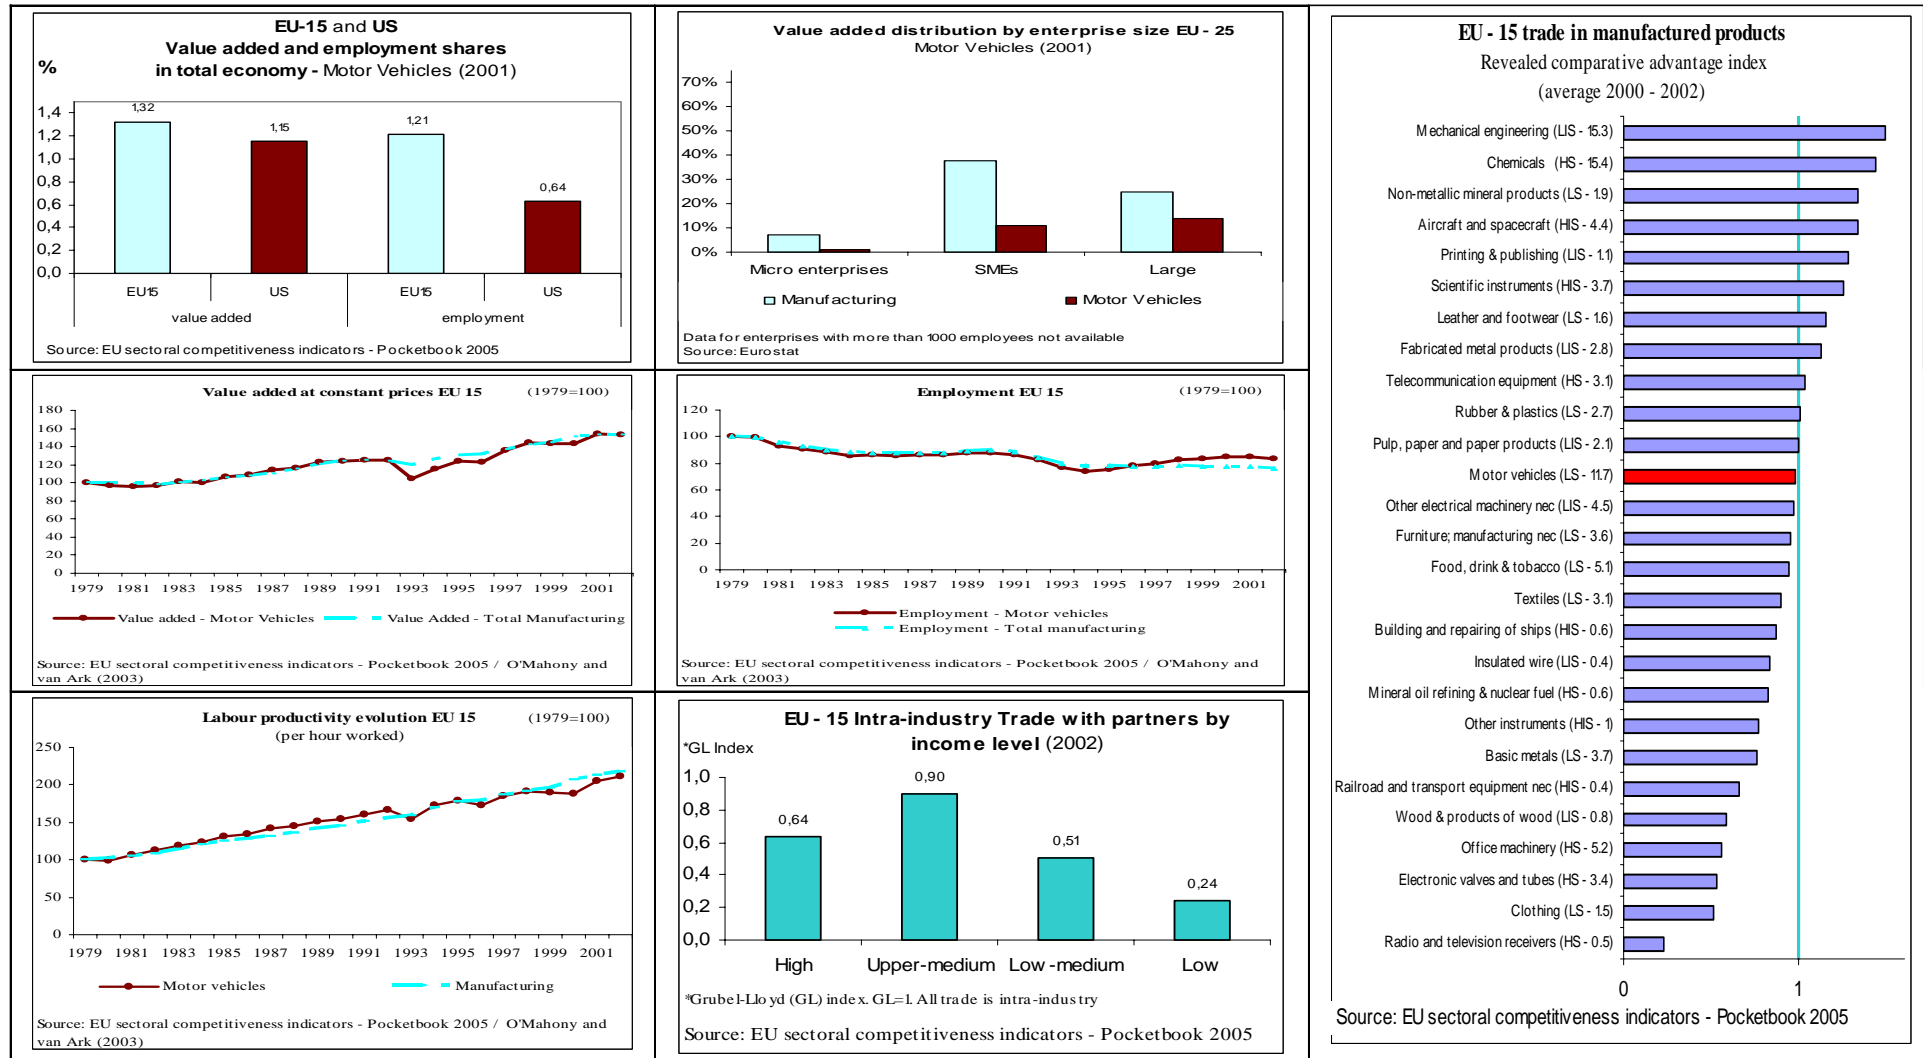 EU-15 and US
Value added and employment shares
in total economy - Motor Vehicles (2001)
%
1,4
1,2
1,0
0,8
0,6
0,4
0,2
0,0
1,32
1,15
1,21
0,64
EU15
US
EU15
US
value added
employment
Source: EU sectoral competitiveness indicators - Pocketbook 2005
Value added distribution by enterprise size EU - 25
Motor Vehicles (2001)
70%
60%
50%
40%
30%
20%
10%
0%
Micro enterprises
SMEs
Large
Manufacturing
Motor Vehicles
Data for enterprises with more than 1000 employees not available
Source: Eurostat
Value added at constant prices EU 15 (1979=100)
180
160
140
120
100
80
60
40
20
0
1979 1981 1983 1985 1987 1989 1991 1993 1995 1997 1999 2001
Value added - Motor Vehicles
Value Added - Total Manufacturing
Source: EU sectoral competitiveness indicators - Pocketbook 2005 / O'Mahony and
van Ark (2003)
Employment EU 15 (1979=100)
120
100
80
60
40
20
0
1979 1981 1983 1985 1987 1989 1991 1993 1995 1997 1999 2001
Employment - Motor vehicles
Employment - Total manufacturing
Source: EU sectoral competitiveness indicators - Pocketbook 2005 / O'Mahony and
van Ark (2003)
Labour productivity evolution EU 15 (1979=100)
(per hour worked)
250
200
150
100
50
0
1979 1981 1983 1985 1987 1989 1991 1993 1995 1997 1999 2001
Motor vehicles
Manufacturing
Source: EU sectoral competitiveness indicators - Pocketbook 2005 / O'Mahony and
van Ark (2003)
EU - 15 Intra-industry Trade with partners by
income level (2002)
*GL Index
1,0
0,8
0,6
0,4
0,2
0,0
0,64
0,90
0,51
0,24
High
Upper-medium
Low-medium
Low
*Grubel-Lloyd (GL) index. GL=1. All trade is intra-industry
Source: EU sectoral competitiveness indicators - Pocketbook 2005
EU - 15 trade in manufactured products
Revealed comparative advantage index
(average 2000 - 2002)
Mechanical engineering (LIS - 15.3)
Chemicals (HS - 15.4)
Non-metallic mineral products (LS - 1.9)
Aircraft and spacecraft (HIS - 4.4)
Printing & publishing (LIS - 1.1)
Scientific instruments (HIS - 3.7)
Leather and footwear (LS - 1.6)
Fabricated metal products (LIS - 2.8)
Telecommunication equipment (HS - 3.1)
Rubber & plastics (LS - 2.7)
Pulp, paper and paper products (LIS - 2.1)
Motor vehicles (LS - 11.7)
Other electrical machinery nec (LIS - 4.5)
Furniture; manufacturing nec (LS - 3.6)
Food, drink & tobacco (LS - 5.1)
Textiles (LS - 3.1)
Building and repairing of ships (HIS - 0.6)
Insulated wire (LIS - 0.4)
Mineral oil refining & nuclear fuel (HS - 0.6)
Other instruments (HIS - 1)
Basic metals (LS - 3.7)
Railroad and transport equipment nec (HIS - 0.4)
Wood & products of wood (LIS - 0.8)
Office machinery (HS - 5.2)
Electronic valves and tubes (HS - 3.4)
Clothing (LS - 1.5)
Radio and television receivers (HS - 0.5)
0
1
Source: EU sectoral competitiveness indicators - Pocketbook 2005